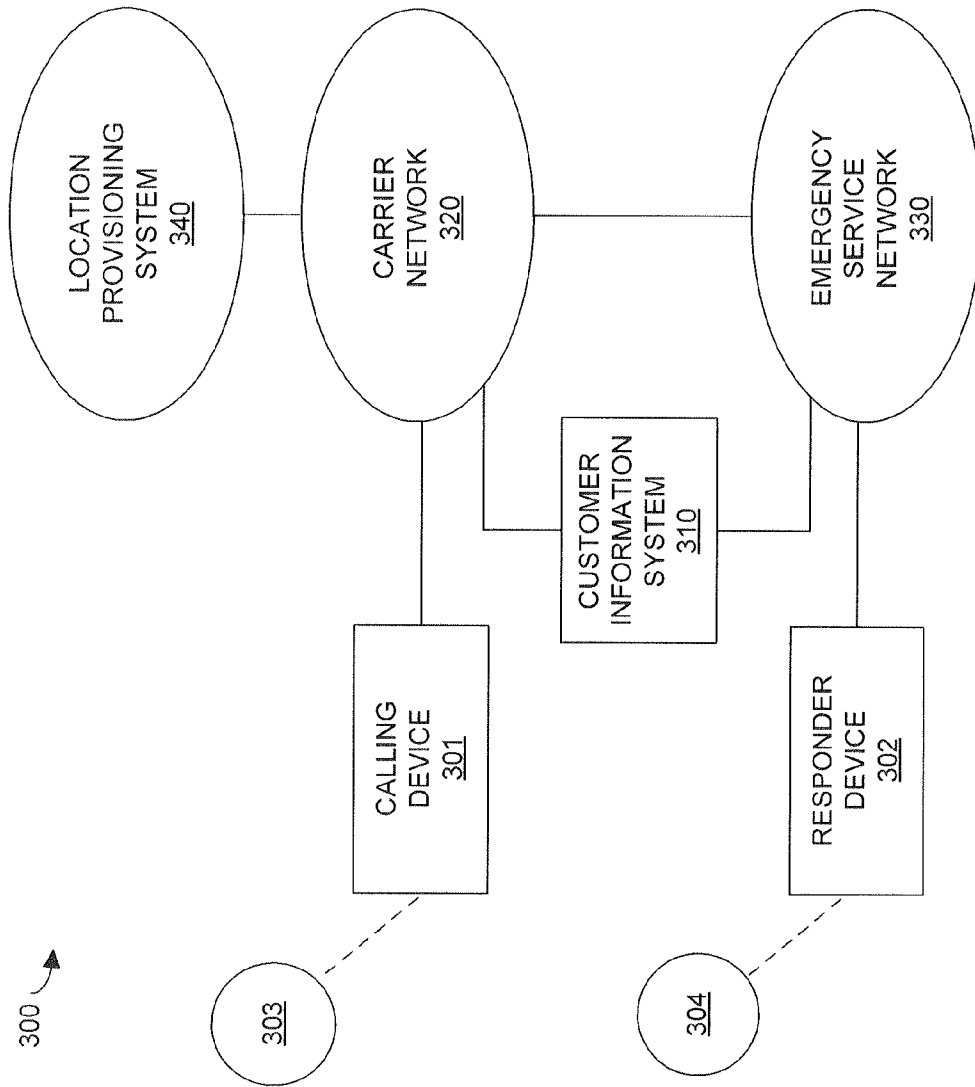 300
303
304
CALLING
DEVICE
301
RESPONDER
DEVICE
302
CUSTOMER
INFORMATION
SYSTEM
310
LOCATION
PROVISIONING
SYSTEM
340
CARRIER
NETWORK
320
EMERGENCY
SERVICE
NETWORK
330